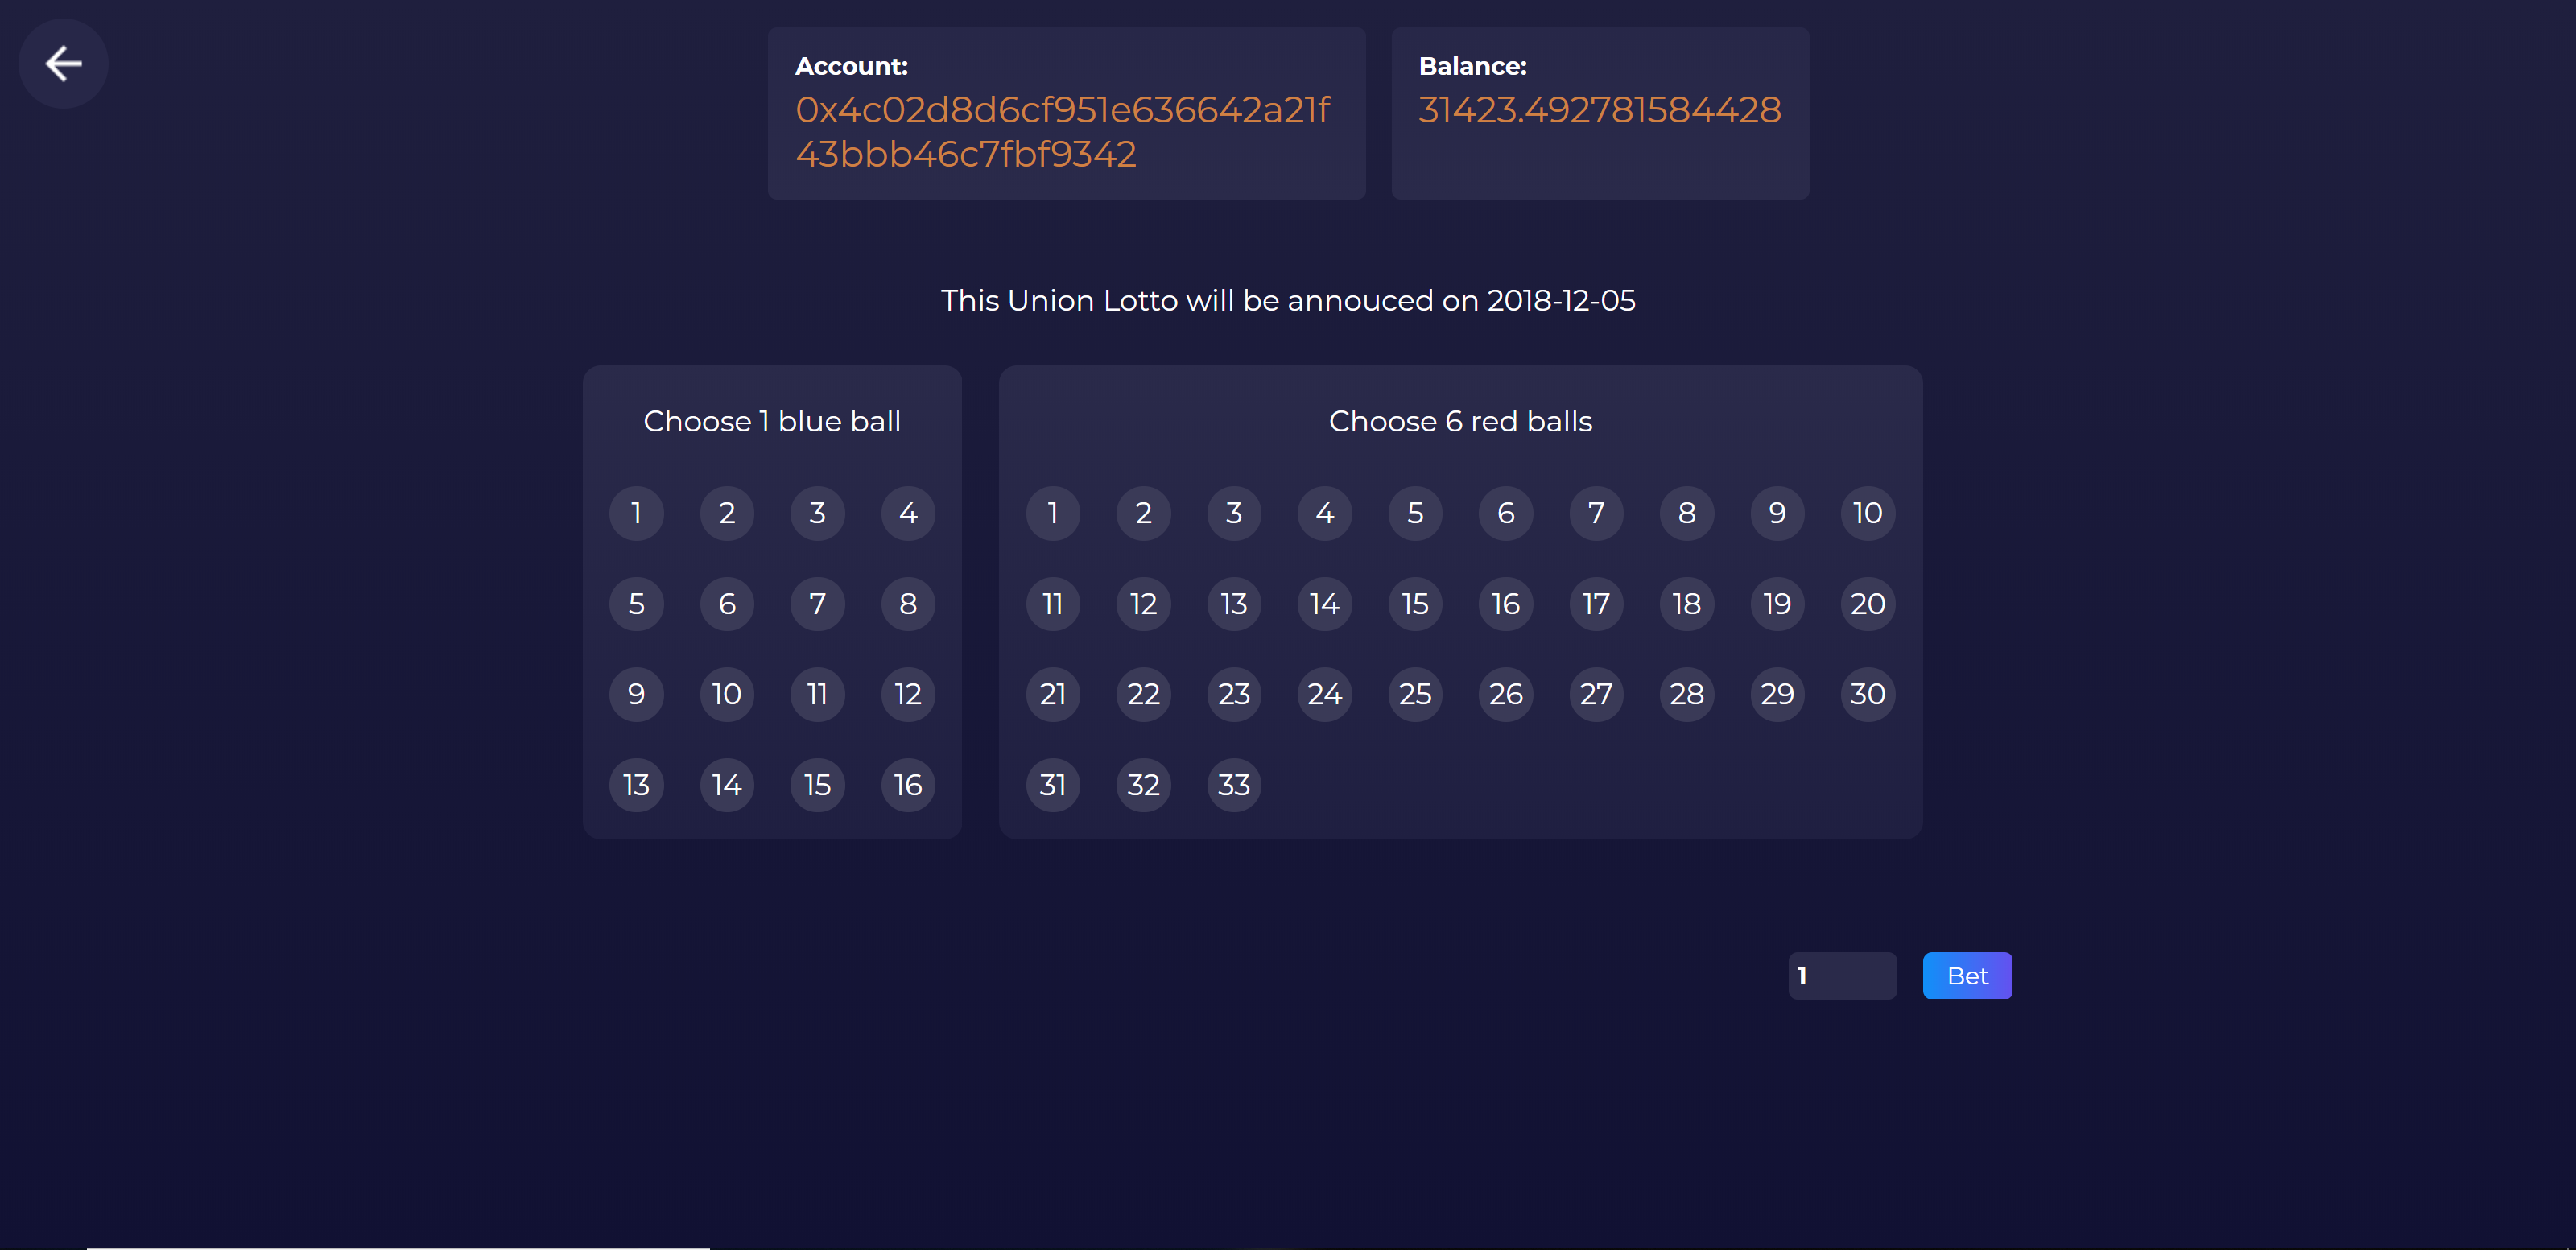 Account:
0x4c02d8d6cf951e636642a21f
43bbb46c7fbf9342
Balance:
31423.492781584428
This Union Lotto will be annouced on 2018-12-05
Choose 1 blue ball
1 2 3 4
5 6 7 8
9 10 11 12
13 14 15 16
Choose 6 red balls
1 2 3 4 5 6 7 8 9 10
11 12 13 14 15 16 17 18 19 20
21 22 23 24 25 26 27 28 29 30
31 32 33
1
Bet